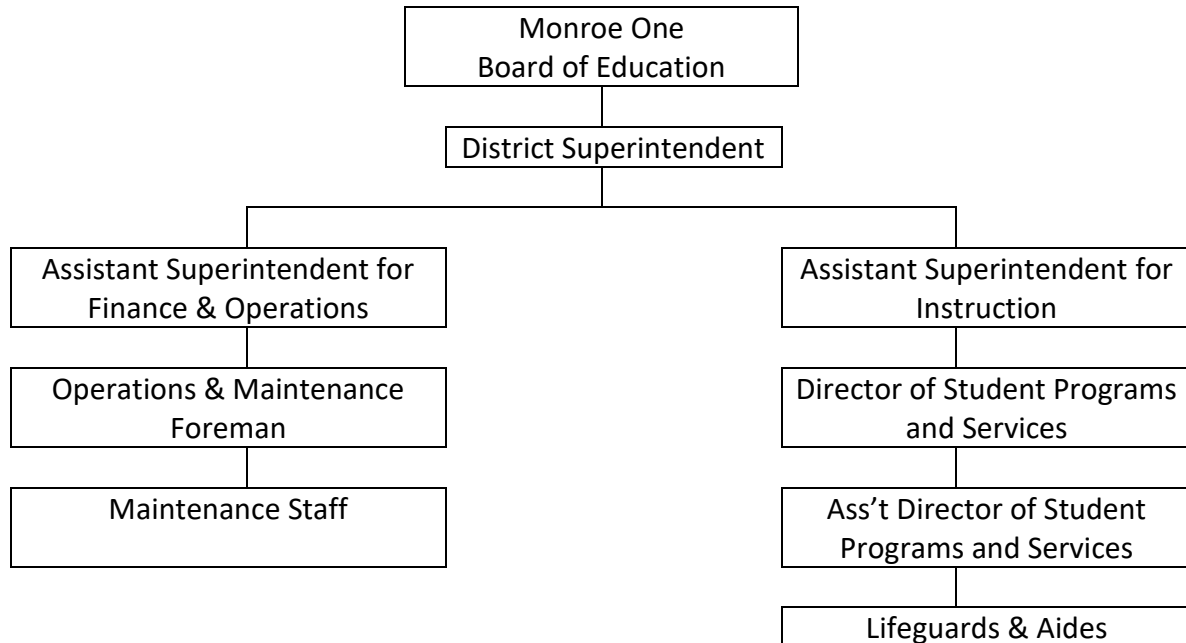 Monroe One
Board of Education
District Superintendent
Assistant Superintendent for
Finance & Operations
Assistant Superintendent for
Instruction
Operations & Maintenance
Foreman
Director of Student Programs
and Services
Maintenance Staff
Ass’t Director of Student
Programs and Services
Lifeguards & Aides